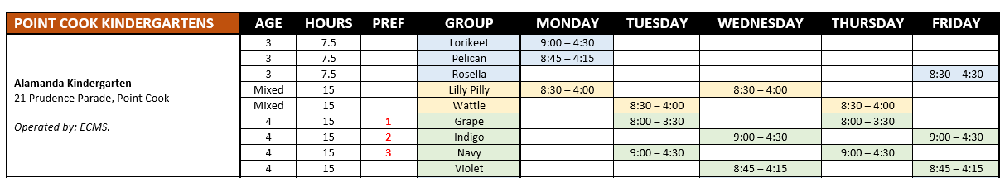 POINT COOK KINDERGARTENS AGE HOURS PREF GROUP MONDAY TUESDAY WEDNESDAY THURSDAY FRIDAY
Alamanda Kindergarten
21 Prudence Parade, Point Cook
Operated by: ECMS.
3 7.5 Lorikeet 9:00 – 4:30
3 7.5 Pelican 8:45 – 4:15
3 7.5 Rosella 8:30 – 4:30
Mixed 15 Lilly Pilly 8:30 – 4:00 8:30 – 4:00
Mixed 15 Wattle 8:30 – 4:00 8:30 – 4:00
4 15 1 Grape 8:00 – 3:30 8:00 – 3:30
4 15 2 Indigo 9:00 – 4:30 9:00 – 4:30
4 15 3 Navy 9:00 – 4:30 9:00 – 4:30
4 15 Violet 8:45 – 4:15 8:45 – 4:15